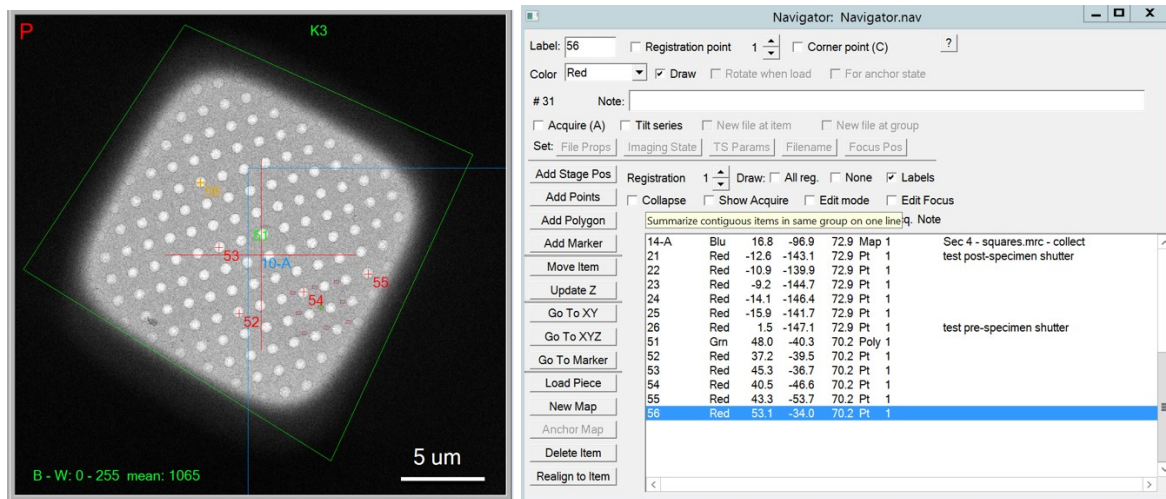 P
K3
56
51
53
10-A
55
54
52
5 um
B - W: 0 - 255 mean: 1065
Navigator: Navigator.nav
Label: 56 Registration point 1 Corner point (C) ?
Color Red Draw Rotate when load For anchor state
# 31 Note:
Acquire (A) Tilt series New file at item New file at group
Set: File Props Imaging State TS Params Filename Focus Pos
Add Stage Pos Registration 1 Draw: All reg. None Labels
Add Points Collapse Show Acquire Edit mode Edit Focus
Add Polygon Summarize contiguous items in same group on one line q. Note
Add Marker
Move Item
Update Z
Go To XY
Go To XYZ
Go To Marker
Load Piece
New Map
Anchor Map
Delete Item
Realign to Item
14-A Blu 16.8 -96.9 72.9 Map 1 Sec 4 - squares.mrc - collect
21 Red -12.6 -143.1 72.9 Pt 1 test post-specimen shutter
22 Red -10.9 -139.9 72.9 Pt 1
23 Red -9.2 -144.7 72.9 Pt 1
24 Red -14.1 -146.4 72.9 Pt 1
25 Red -15.9 -141.7 72.9 Pt 1
26 Red 1.5 -147.1 72.9 Pt 1 test pre-specimen shutter
51 Grn 48.0 -40.3 70.2 Poly 1
52 Red 37.2 -39.5 70.2 Pt 1
53 Red 45.3 -36.7 70.2 Pt 1
54 Red 40.5 -46.6 70.2 Pt 1
55 Red 43.3 -53.7 70.2 Pt 1
56 Red 53.1 -34.0 70.2 Pt 1